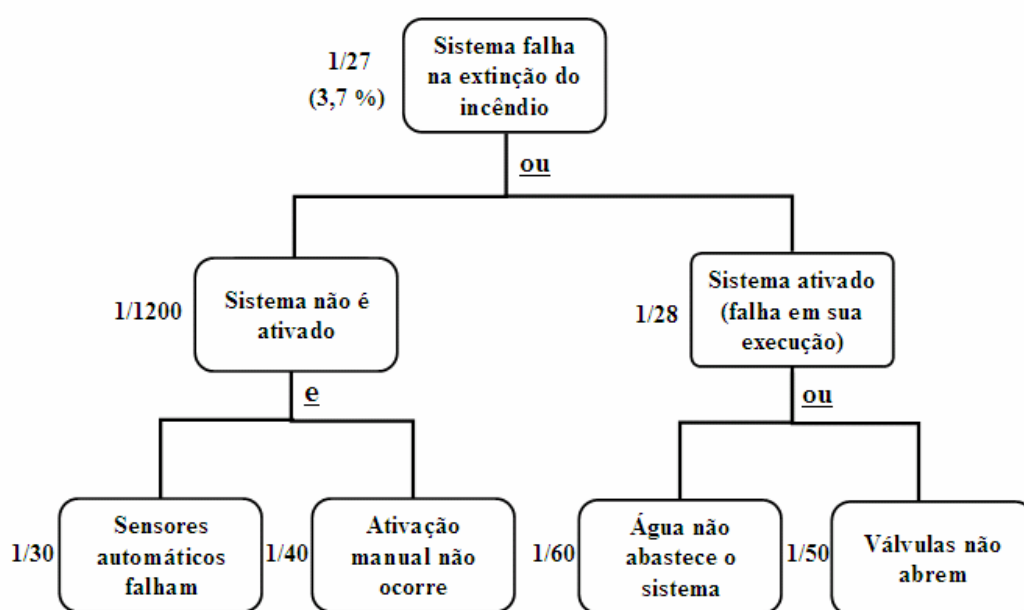 1/27
(3,7 %)
Sistema falha
na extinção do
incêndio
ou
1/1200
Sistema não é
ativado
1/28
Sistema ativado
(falha em sua
execução)
e
ou
1/30
Sensores
automáticos
falham
1/40
Ativação
manual não
ocorre
1/60
Água não
abastece o
sistema
1/50
Válvulas não
abrem